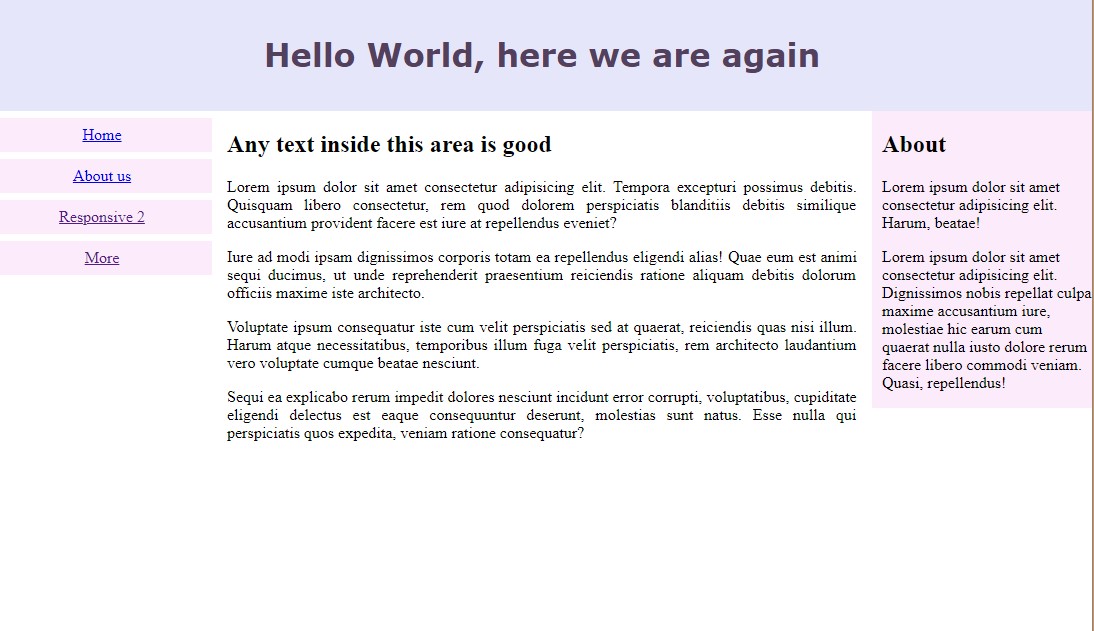 Hello World, here we are again
Home
About us
Responsive 2
More
Any text inside this area is good
Lorem ipsum dolor sit amet consectetur adipisicing elit. Tempora excepturi possimus debitis.
Quisquam libero consectetur, rem quod dolorem perspiciatis blanditiis debitis similique
accusantium provident facere est iure at repellendus eveniet?
Iure ad modi ipsam dignissimos corporis totam ea repellendus eligendi alias! Quae eum est animi
sequi ducimus, ut unde reprehenderit praesentium reiciendis ratione aliquam debitis dolorum
officiis maxime iste architecto.
Voluptate ipsum consequatur iste cum velit perspiciatis sed at quaerat, reiciendis quas nisi illum.
Harum atque necessitatibus, temporibus illum fuga velit perspiciatis, rem architecto laudantium
vero voluptate cumque beatae nesciunt.
Sequi ea explicabo rerum impedit dolores nesciunt incidunt error corrupti, voluptatibus, cupiditate
eligendi delectus est eaque consequuntur deserunt, molestias sunt natus. Esse nulla qui
perspiciatis quos expedita, veniam ratione consequatur?
About
Lorem ipsum dolor sit amet
consectetur adipisicing elit.
Harum, beatae!
Lorem ipsum dolor sit amet
consectetur adipisicing elit.
Dignissimos nobis repellat culpa
maxime accusantium iure,
molestiae hic earum cum
quaerat nulla iusto dolore rerum
facere libero commodi veniam.
Quasi, repellendus!